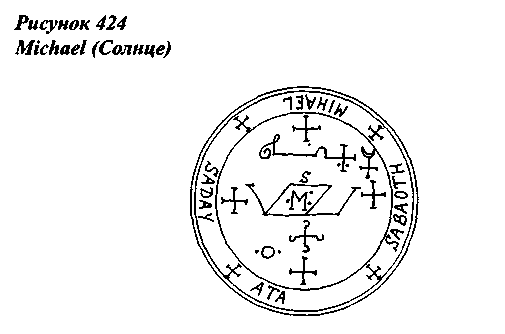 Рисунок 424
Michael (Солнце)
MIHAEL
SADAY
SABAOTH
S
M
ATA